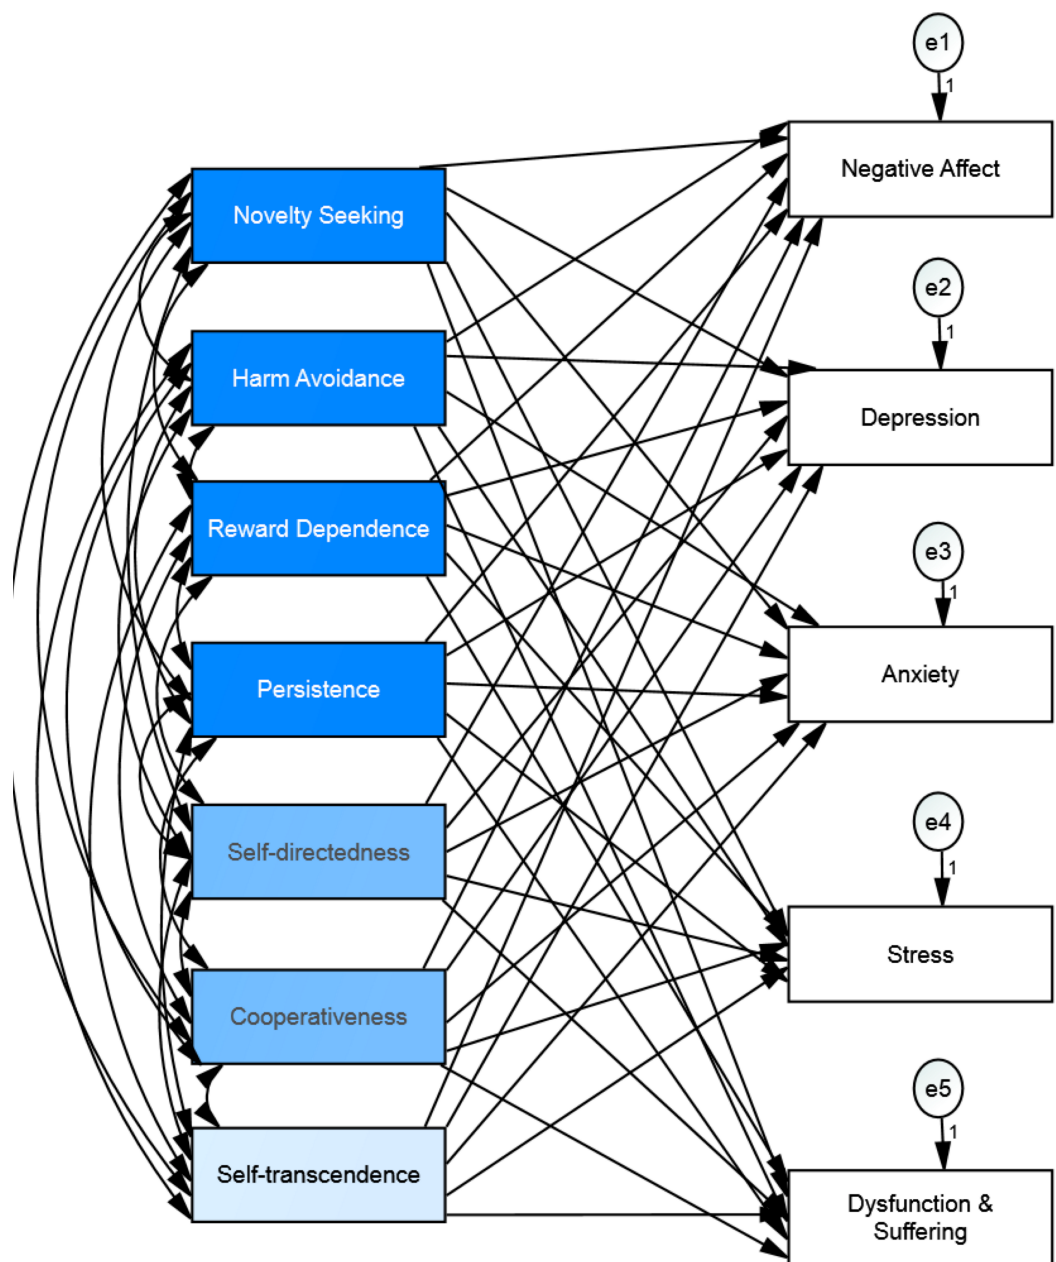 e1
1
Negative Affect
Novelty Seeking
e2
1
Harm Avoidance
Depression
Reward Dependence
e3
1
Persistence
Anxiety
e4
1
Self-directedness
Stress
Cooperativeness
e5
1
Self-transcendence
Dysfunction &
Suffering